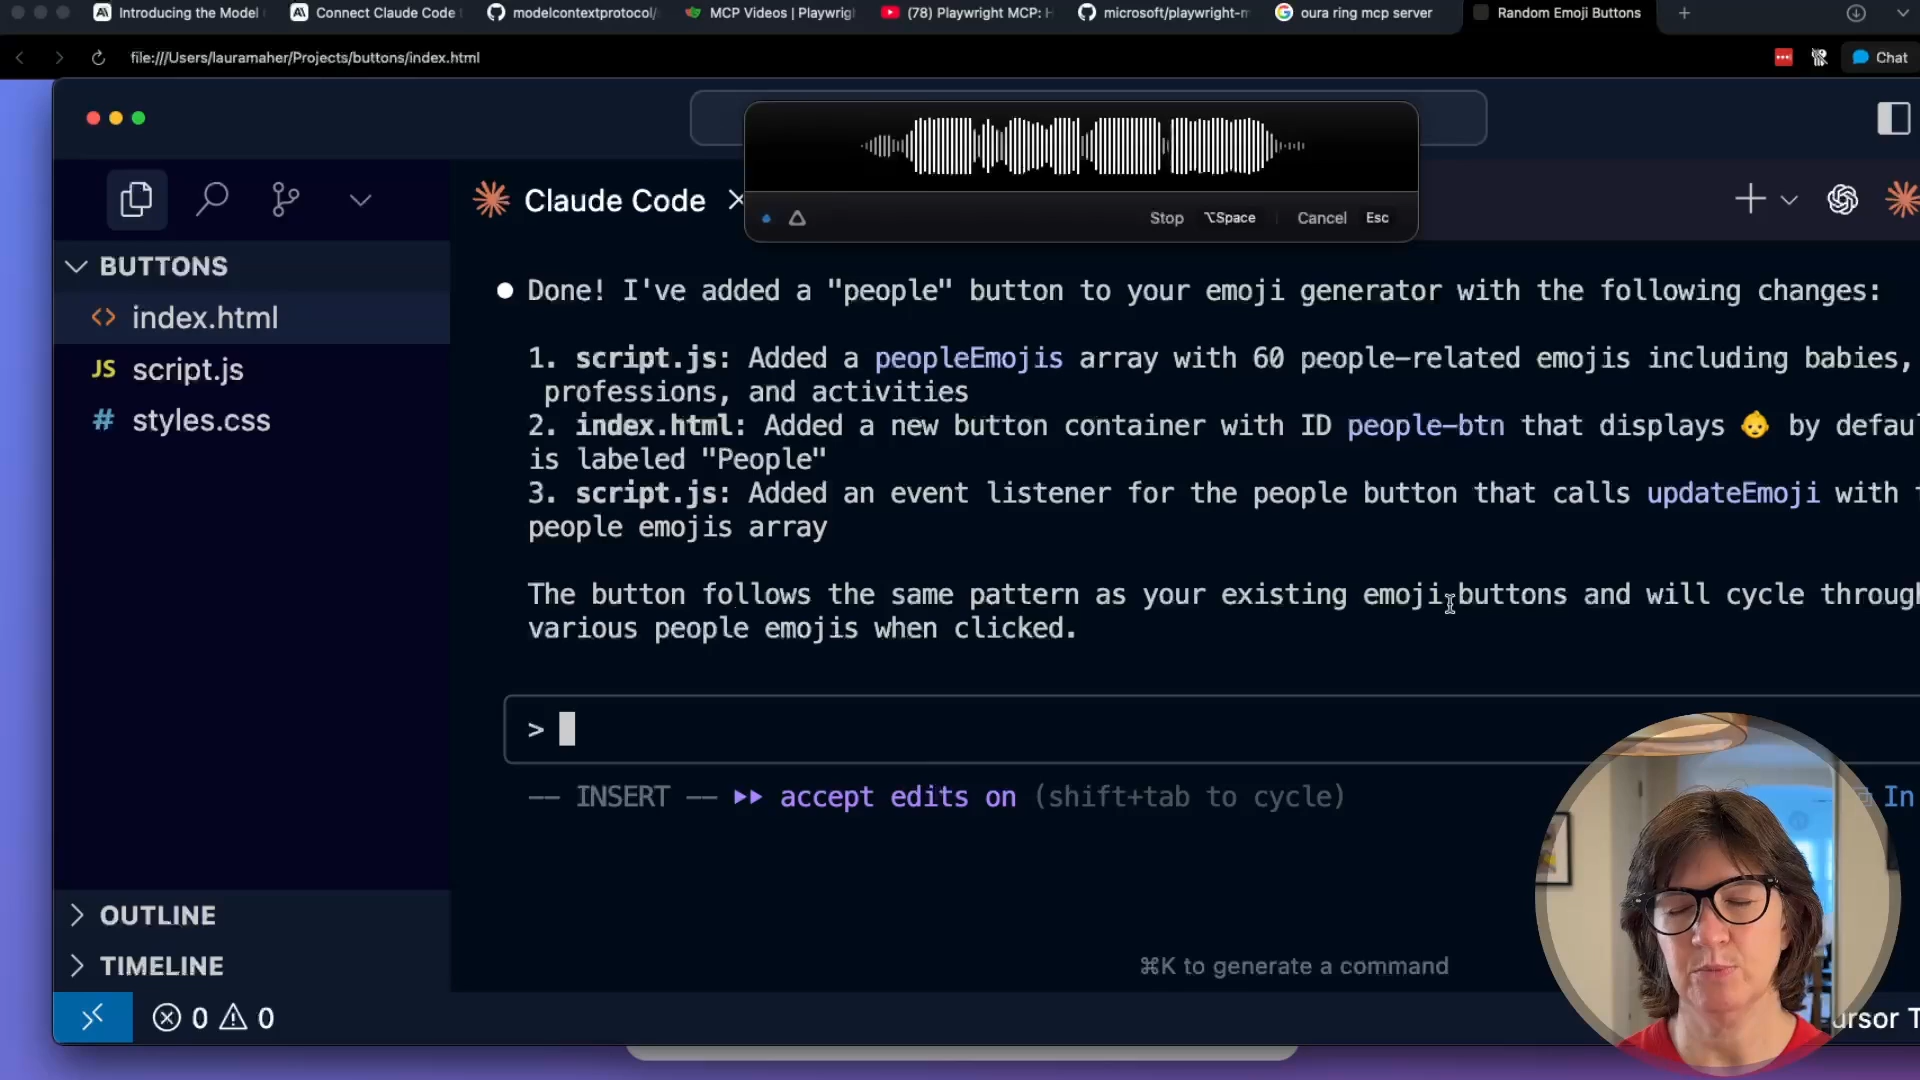 Introducing the Model
Connect Claude Code
modelcontextprotocol/
MCP Videos | Playwrig
(78) Playwright MCP:
microsoft/playwright-m
oura ring mcp server
Random Emoji Buttons
file:///Users/lauramaher/Projects/buttons/index.html
Chat
Claude Code
Stop ⌥Space Cancel Esc
BUTTONS
<> index.html
JS script.js
# styles.css
Done! I've added a "people" button to your emoji generator with the following changes:
1. script.js: Added a peopleEmojis array with 60 people-related emojis including babies,
professions, and activities
2. index.html: Added a new button container with ID people-btn that displays 👶 by defau
is labeled "People"
3. script.js: Added an event listener for the people button that calls updateEmoji with
people emojis array
The button follows the same pattern as your existing emoji buttons and will cycle through
various people emojis when clicked.
>
-- INSERT -- ⏵⏵ accept edits on (shift+tab to cycle)
In
OUTLINE
TIMELINE
⌘K to generate a command
0 0
ursor T